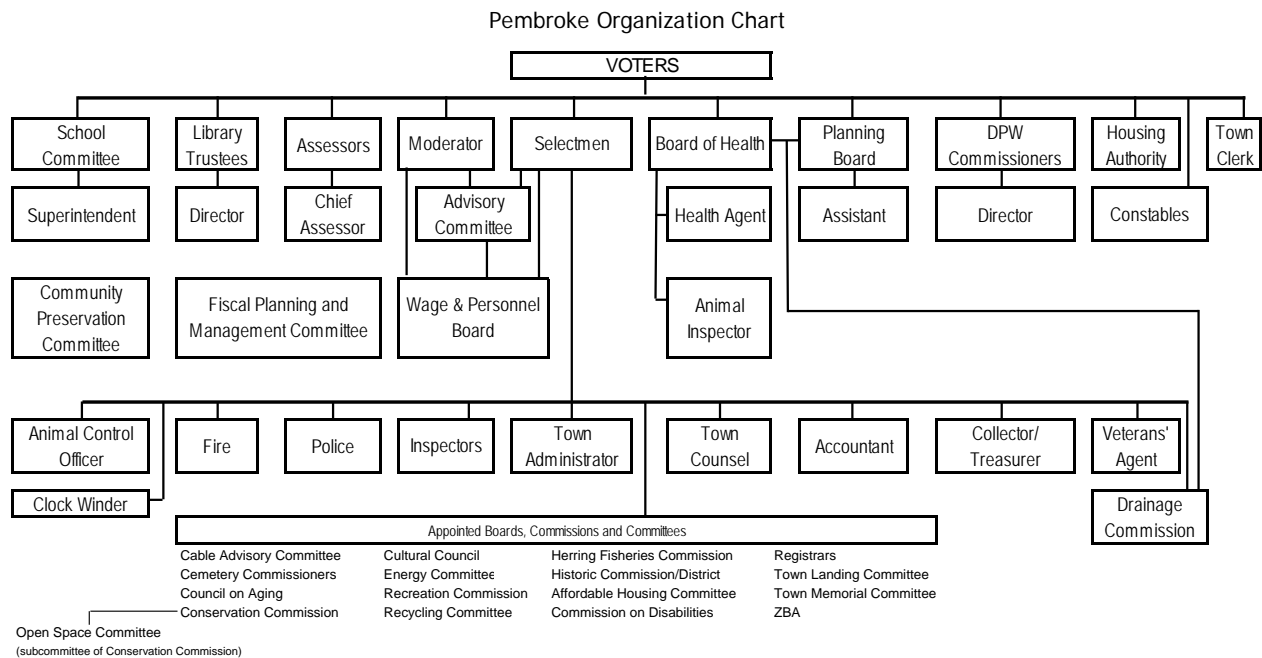 Pembroke Organization Chart
VOTERS
School
Committee
Library
Trustees
Assessors
Moderator
Selectmen
Board of Health
Planning
Board
DPW
Commissioners
Housing
Authority
Town
Clerk
Superintendent
Director
Chief
Assessor
Advisory
Committee
Health Agent
Assistant
Director
Constables
Community
Preservation
Committee
Fiscal Planning and
Management Committee
Wage & Personnel
Board
Animal
Inspector
Animal Control
Officer
Fire
Police
Inspectors
Town
Administrator
Town
Counsel
Accountant
Collector/
Treasurer
Veterans'
Agent
Clock Winder
Drainage
Commission
Appointed Boards, Commissions and Committees
Cable Advisory Committee
Cemetery Commissioners
Council on Aging
Conservation Commission
Cultural Council
Energy Committee
Recreation Commission
Recycling Committee
Herring Fisheries Commission
Historic Commission/District
Affordable Housing Committee
Commission on Disabilities
Registrars
Town Landing Committee
Town Memorial Committee
ZBA
Open Space Committee
(subcommittee of Conservation Commission)